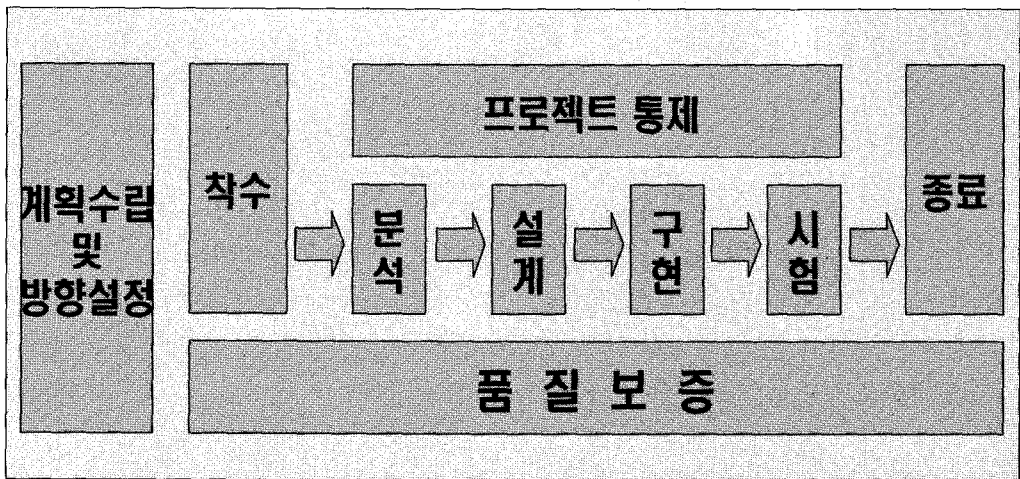 계획수립
및
방향설정
착수
프로젝트 통제
분
석
설
계
구
현
시
험
종료
품 질 보 증